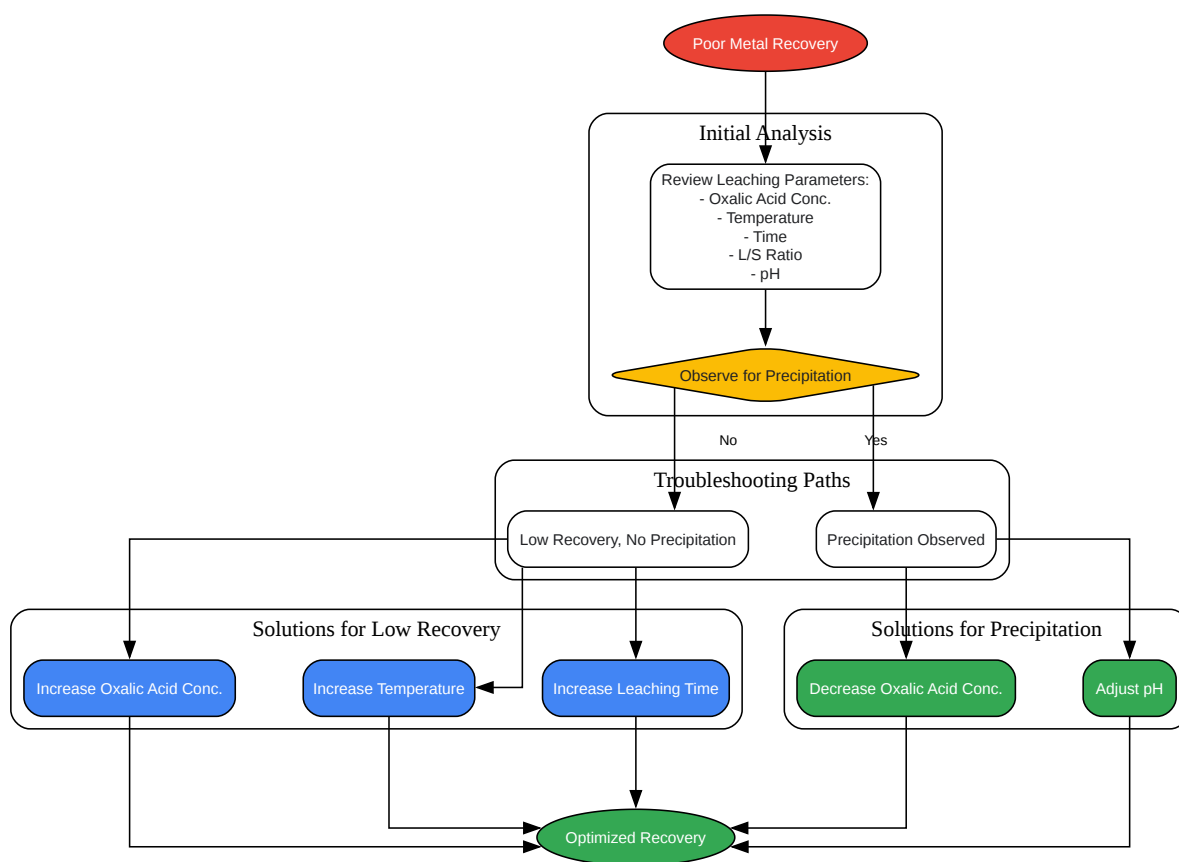 Poor Metal Recovery
Initial Analysis
Review Leaching Parameters:
- Oxalic Acid Conc.
- Temperature
- Time
- L/S Ratio
- pH
Observe for Precipitation
No
Yes
Troubleshooting Paths
Low Recovery, No Precipitation
Precipitation Observed
Solutions for Low Recovery
Solutions for Precipitation
Increase Oxalic Acid Conc.
Increase Temperature
Increase Leaching Time
Decrease Oxalic Acid Conc.
Adjust pH
Optimized Recovery